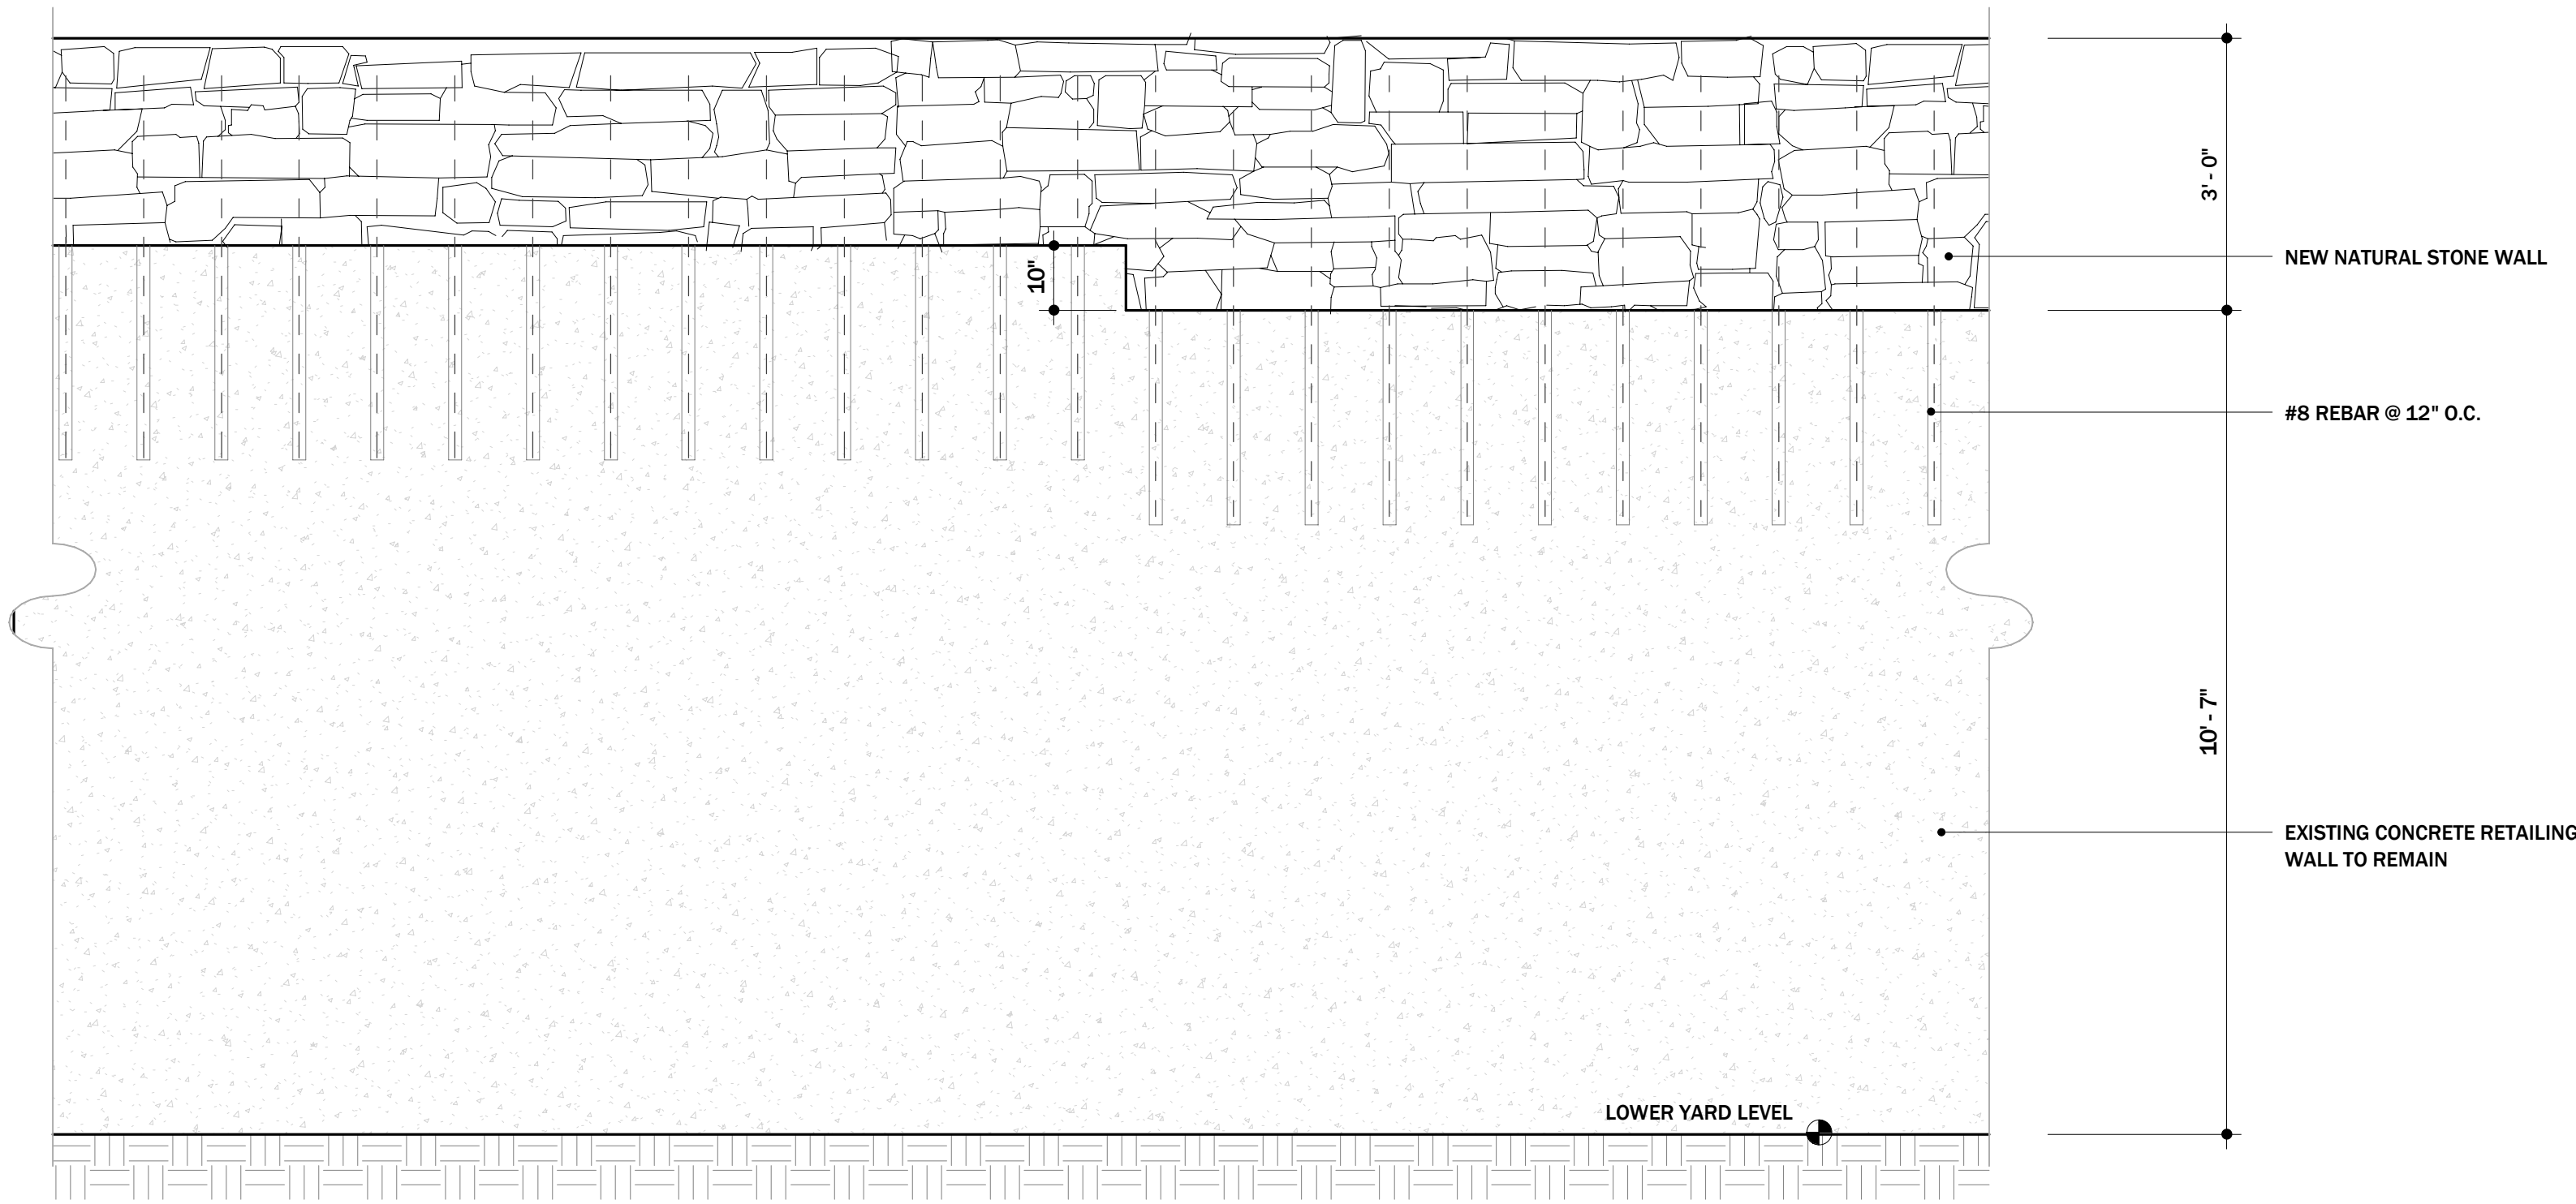 3' - 0"
10"
NEW NATURAL STONE WALL
#8 REBAR @ 12" O.C.
10' - 7"
EXISTING CONCRETE RETAILING
WALL TO REMAIN
LOWER YARD LEVEL